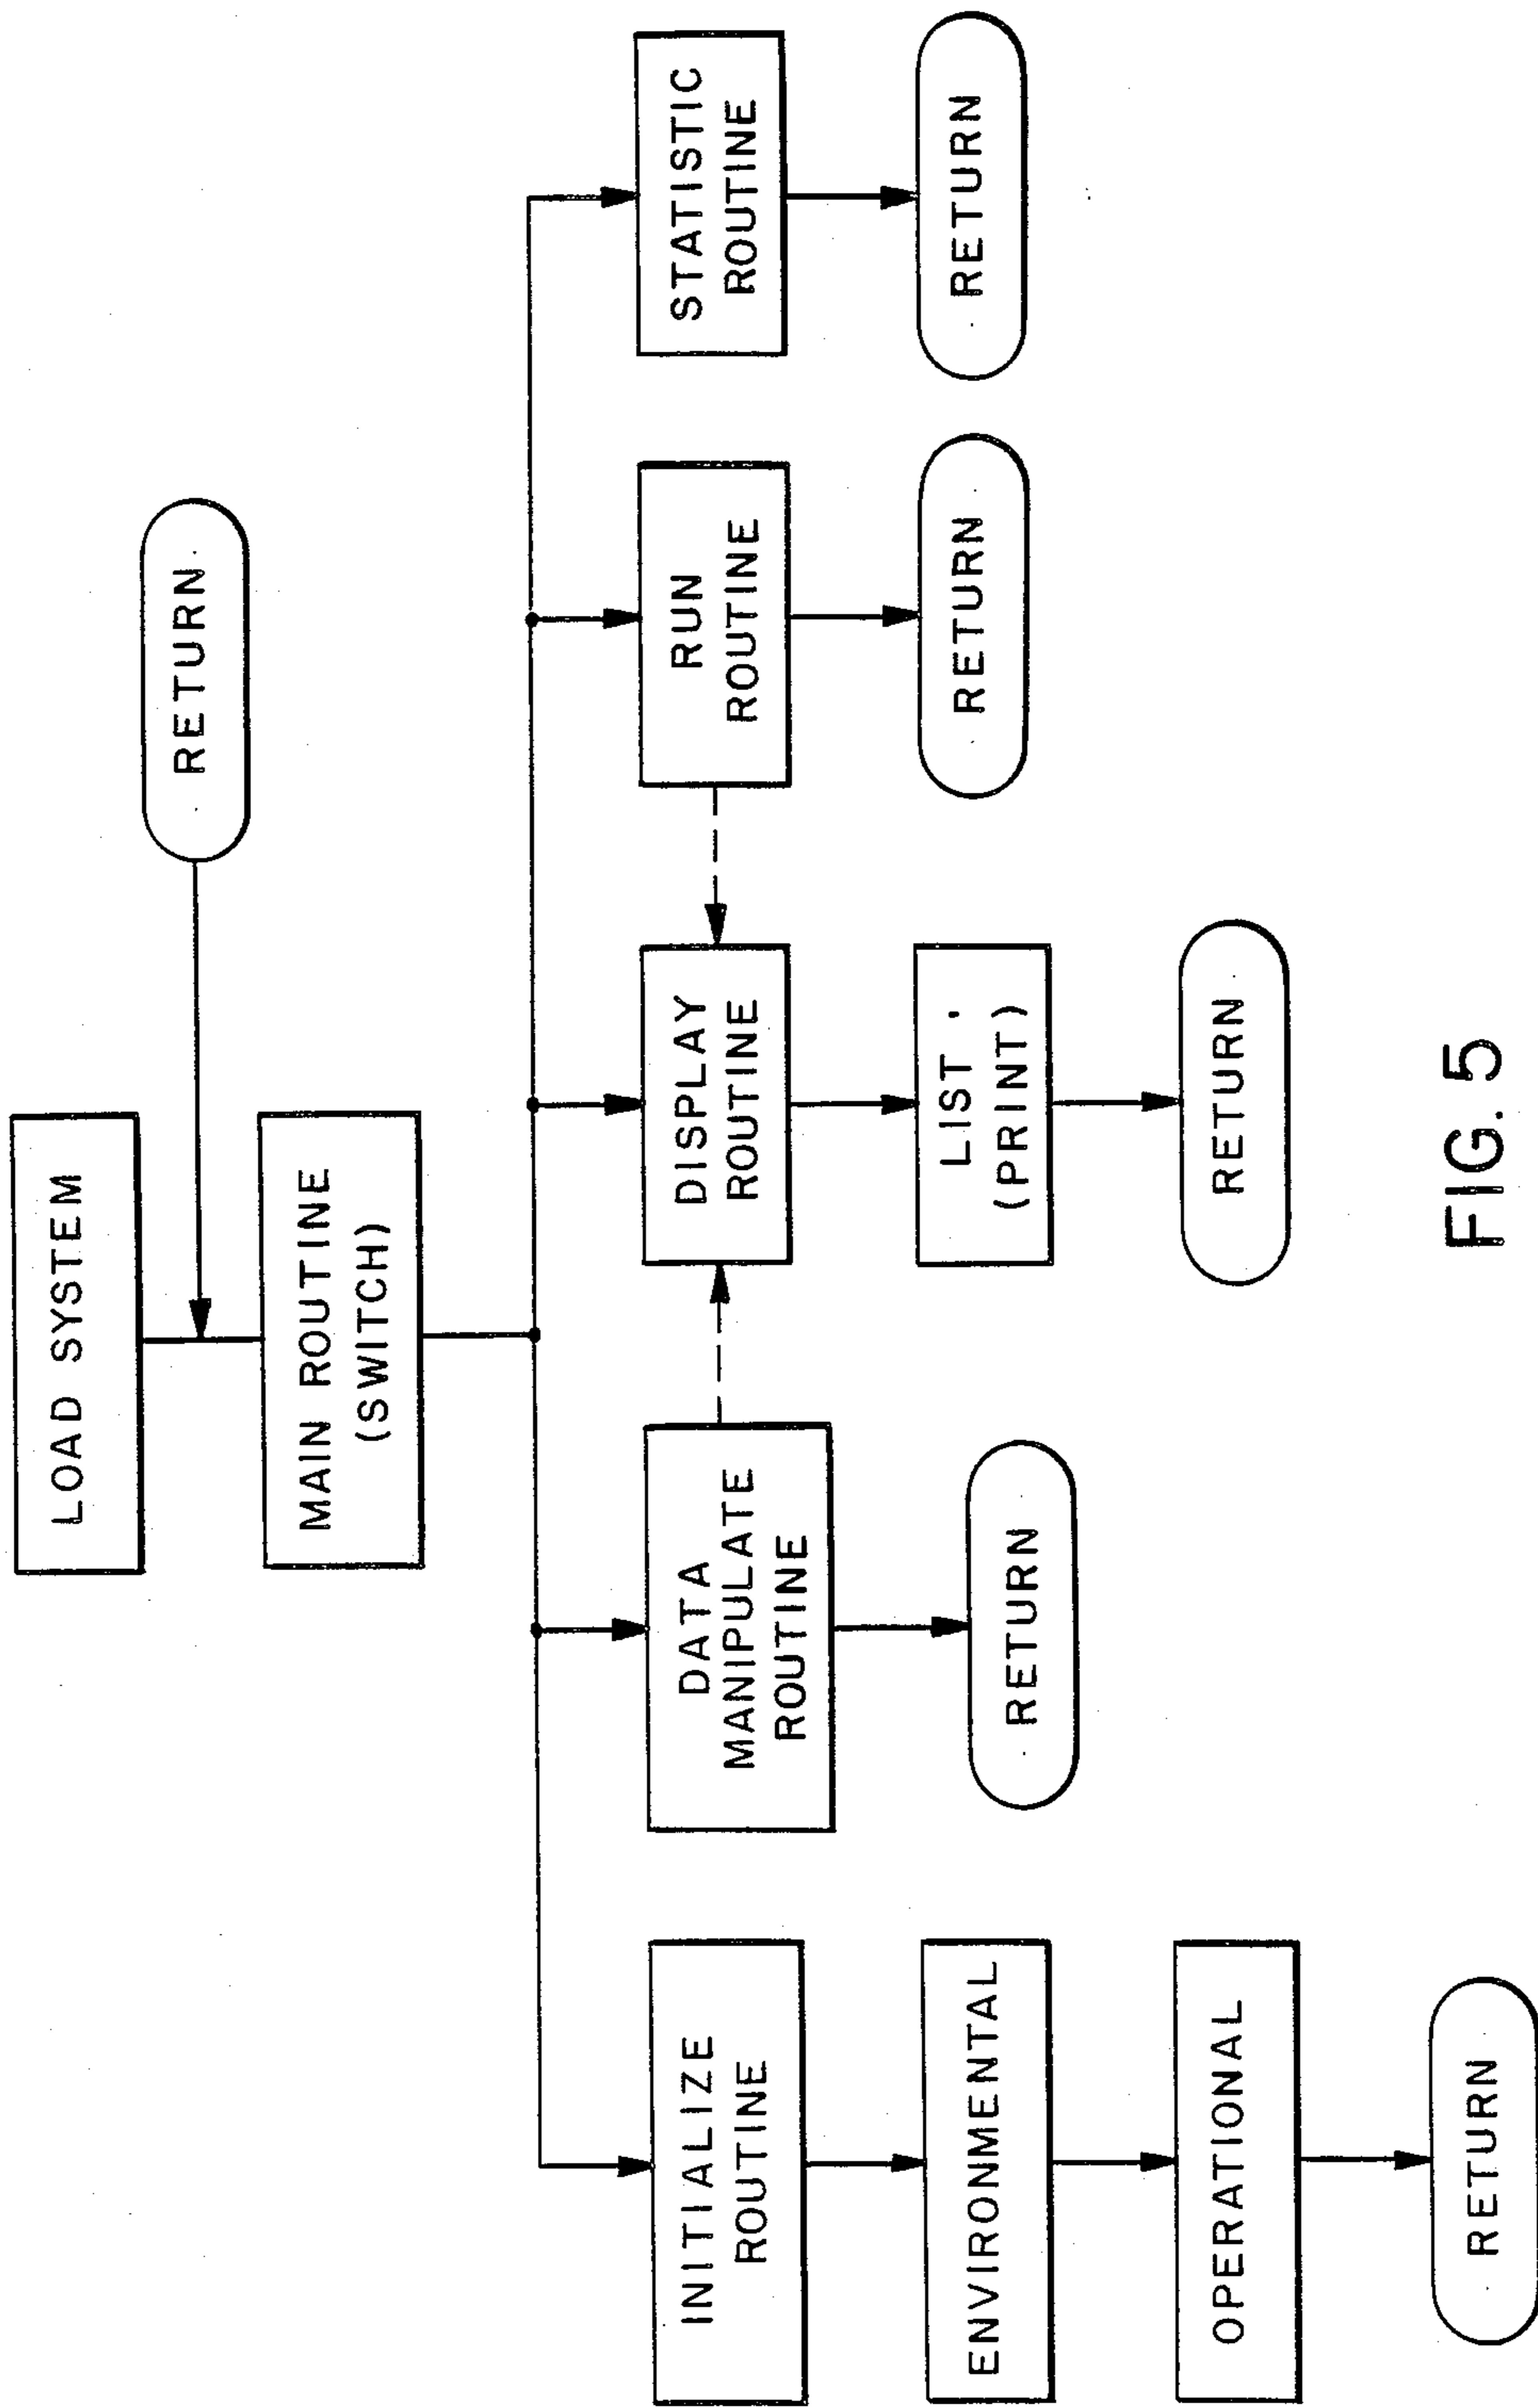 LOAD SYSTEM
RETURN
MAIN ROUTINE
(SWITCH)
INITIALIZE
ROUTINE
DATA
MANIPULATE
ROUTINE
DISPLAY
ROUTINE
RUN
ROUTINE
STATISTIC
ROUTINE
ENVIRONMENTAL
RETURN
LIST
(PRINT)
RETURN
RETURN
OPERATIONAL
RETURN
RETURN
FIG. 5